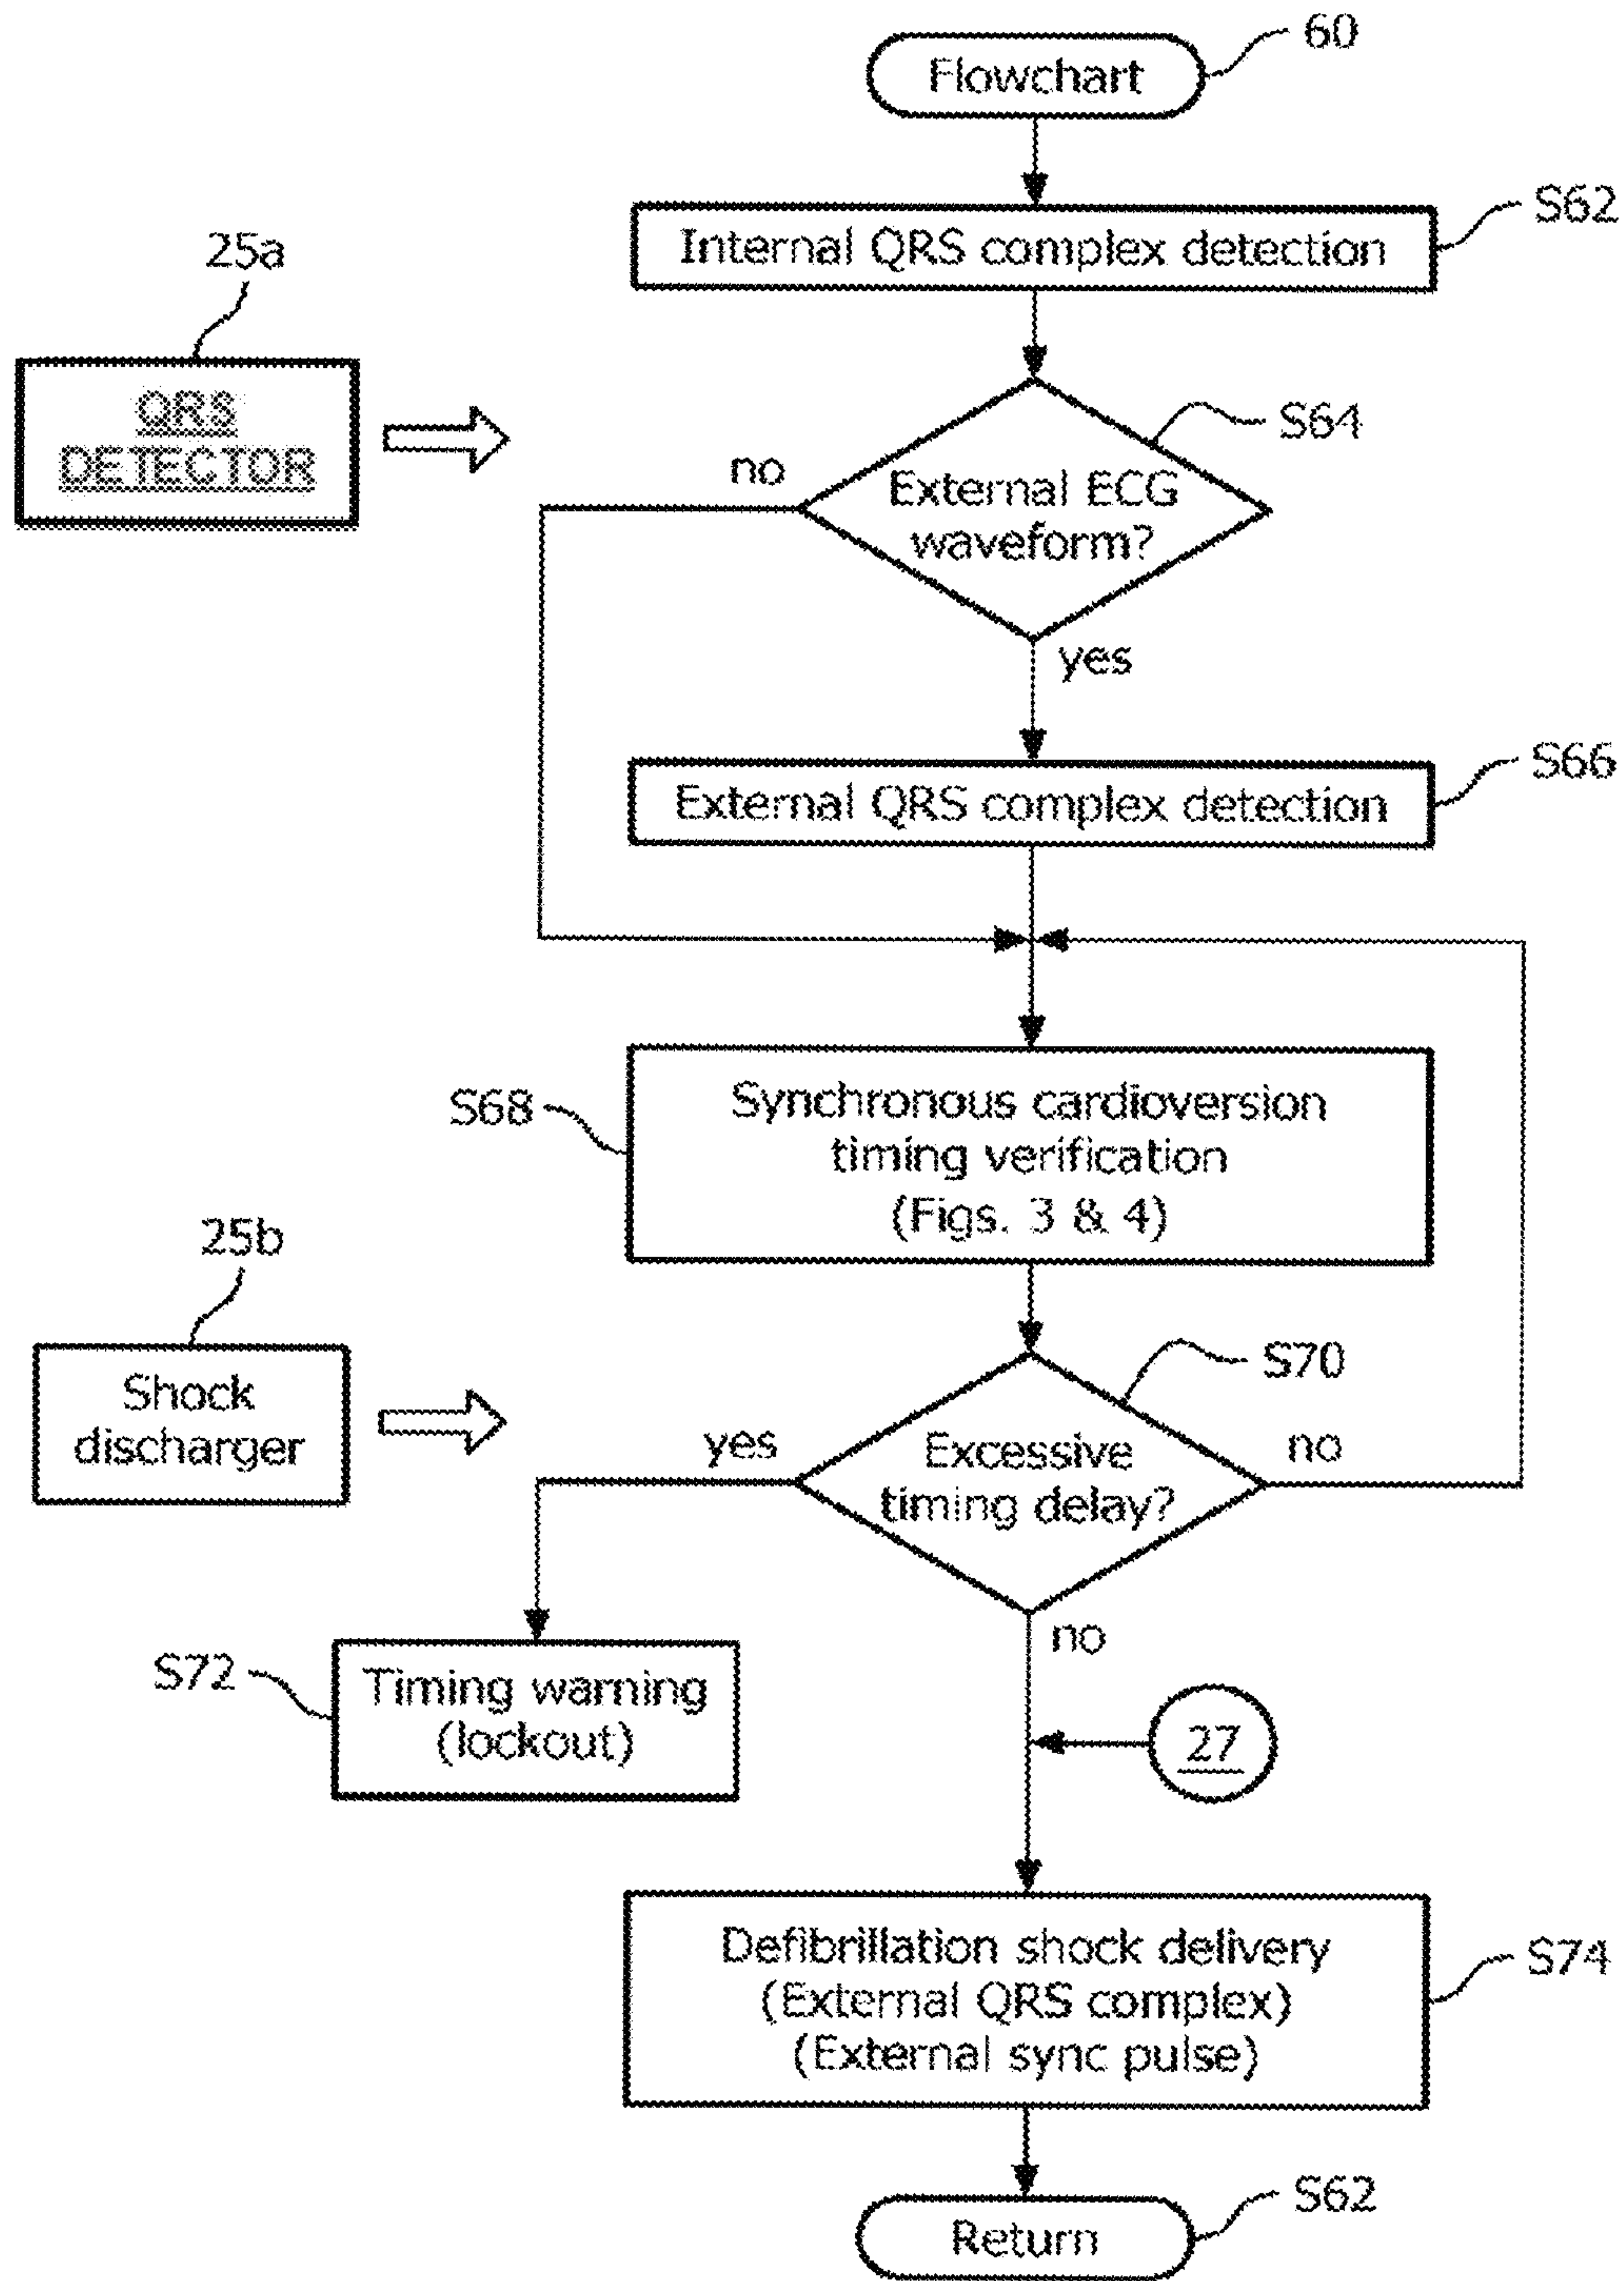 Flowchart
60
Internal QRS complex detection
S62
25a
QRS
DETECTOR
S64
no
External ECG
waveform?
yes
S66
External QRS complex detection
S68
Synchronous cardioversion
timing verification
(Figs. 3 & 4)
25b
Shock
discharger
S70
yes
Excessive
timing delay?
no
no
S72
Timing warning
(lockout)
27
Defibrillation shock delivery
(External QRS complex)
(External sync pulse)
S74
S62
Return